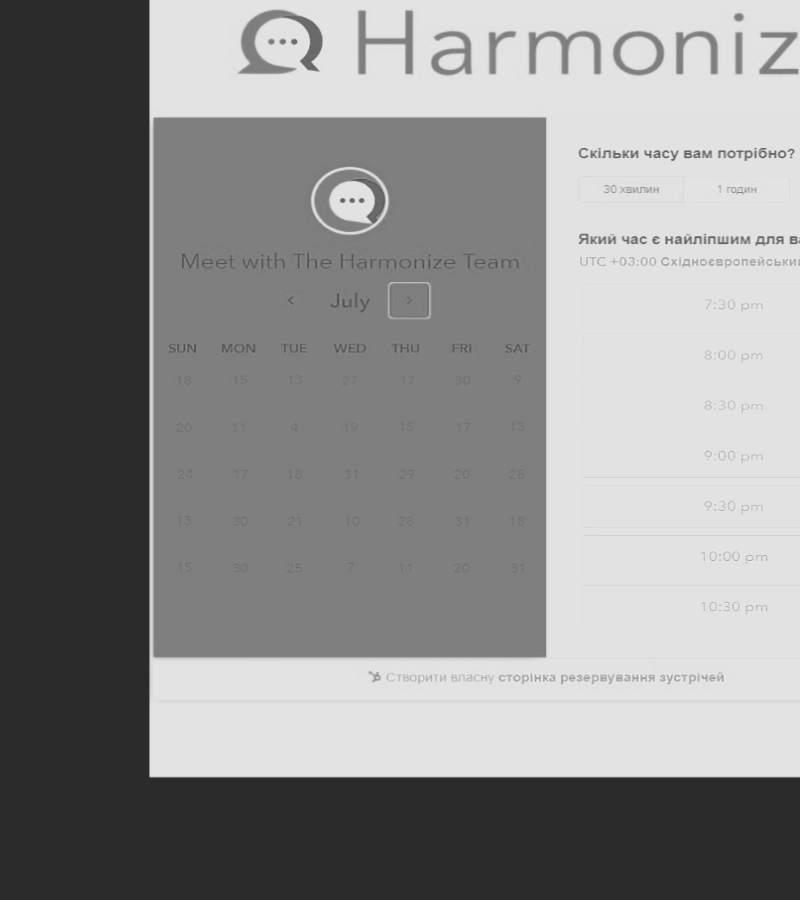 Harmoniz
Meet with The Harmonize Team
< July >
SUN MON TUE WED THU FRI SAT
18 15 13 27 17 30 9
20 11 4 19 15 17 13
24 17 18 31 29 20 28
13 30 21 10 28 31 18
15 30 25 7 11 20 31
Скільки часу вам потрібно?
30 хвилин 1 годин
Який час є найліпшим для ва
UTC +03:00 Східноєвропейський
7:30 pm
8:00 pm
8:30 pm
9:00 pm
9:30 pm
10:00 pm
10:30 pm
Створити власну сторінка резервування зустрічей